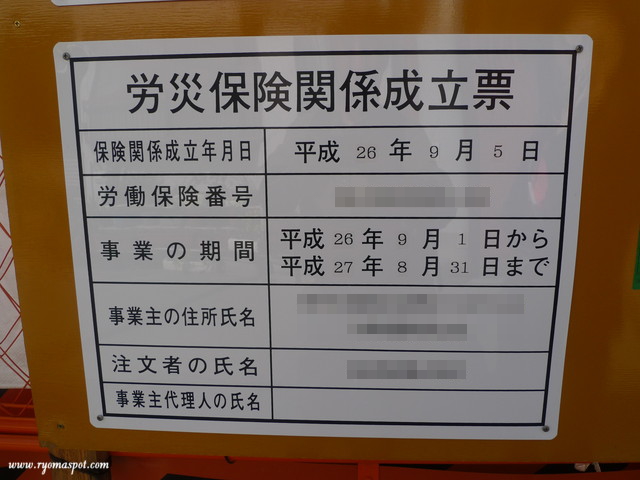 労災保険関係成立票
保険関係成立年月日 平成 26 年 9 月 5 日
労働保険番号
事業の期間 平成 26 年 9 月 1 日から
平成 27 年 8 月 31 日まで
事業主の住所氏名
注文者の氏名
事業主代理人の氏名
www.ryomaspot.com